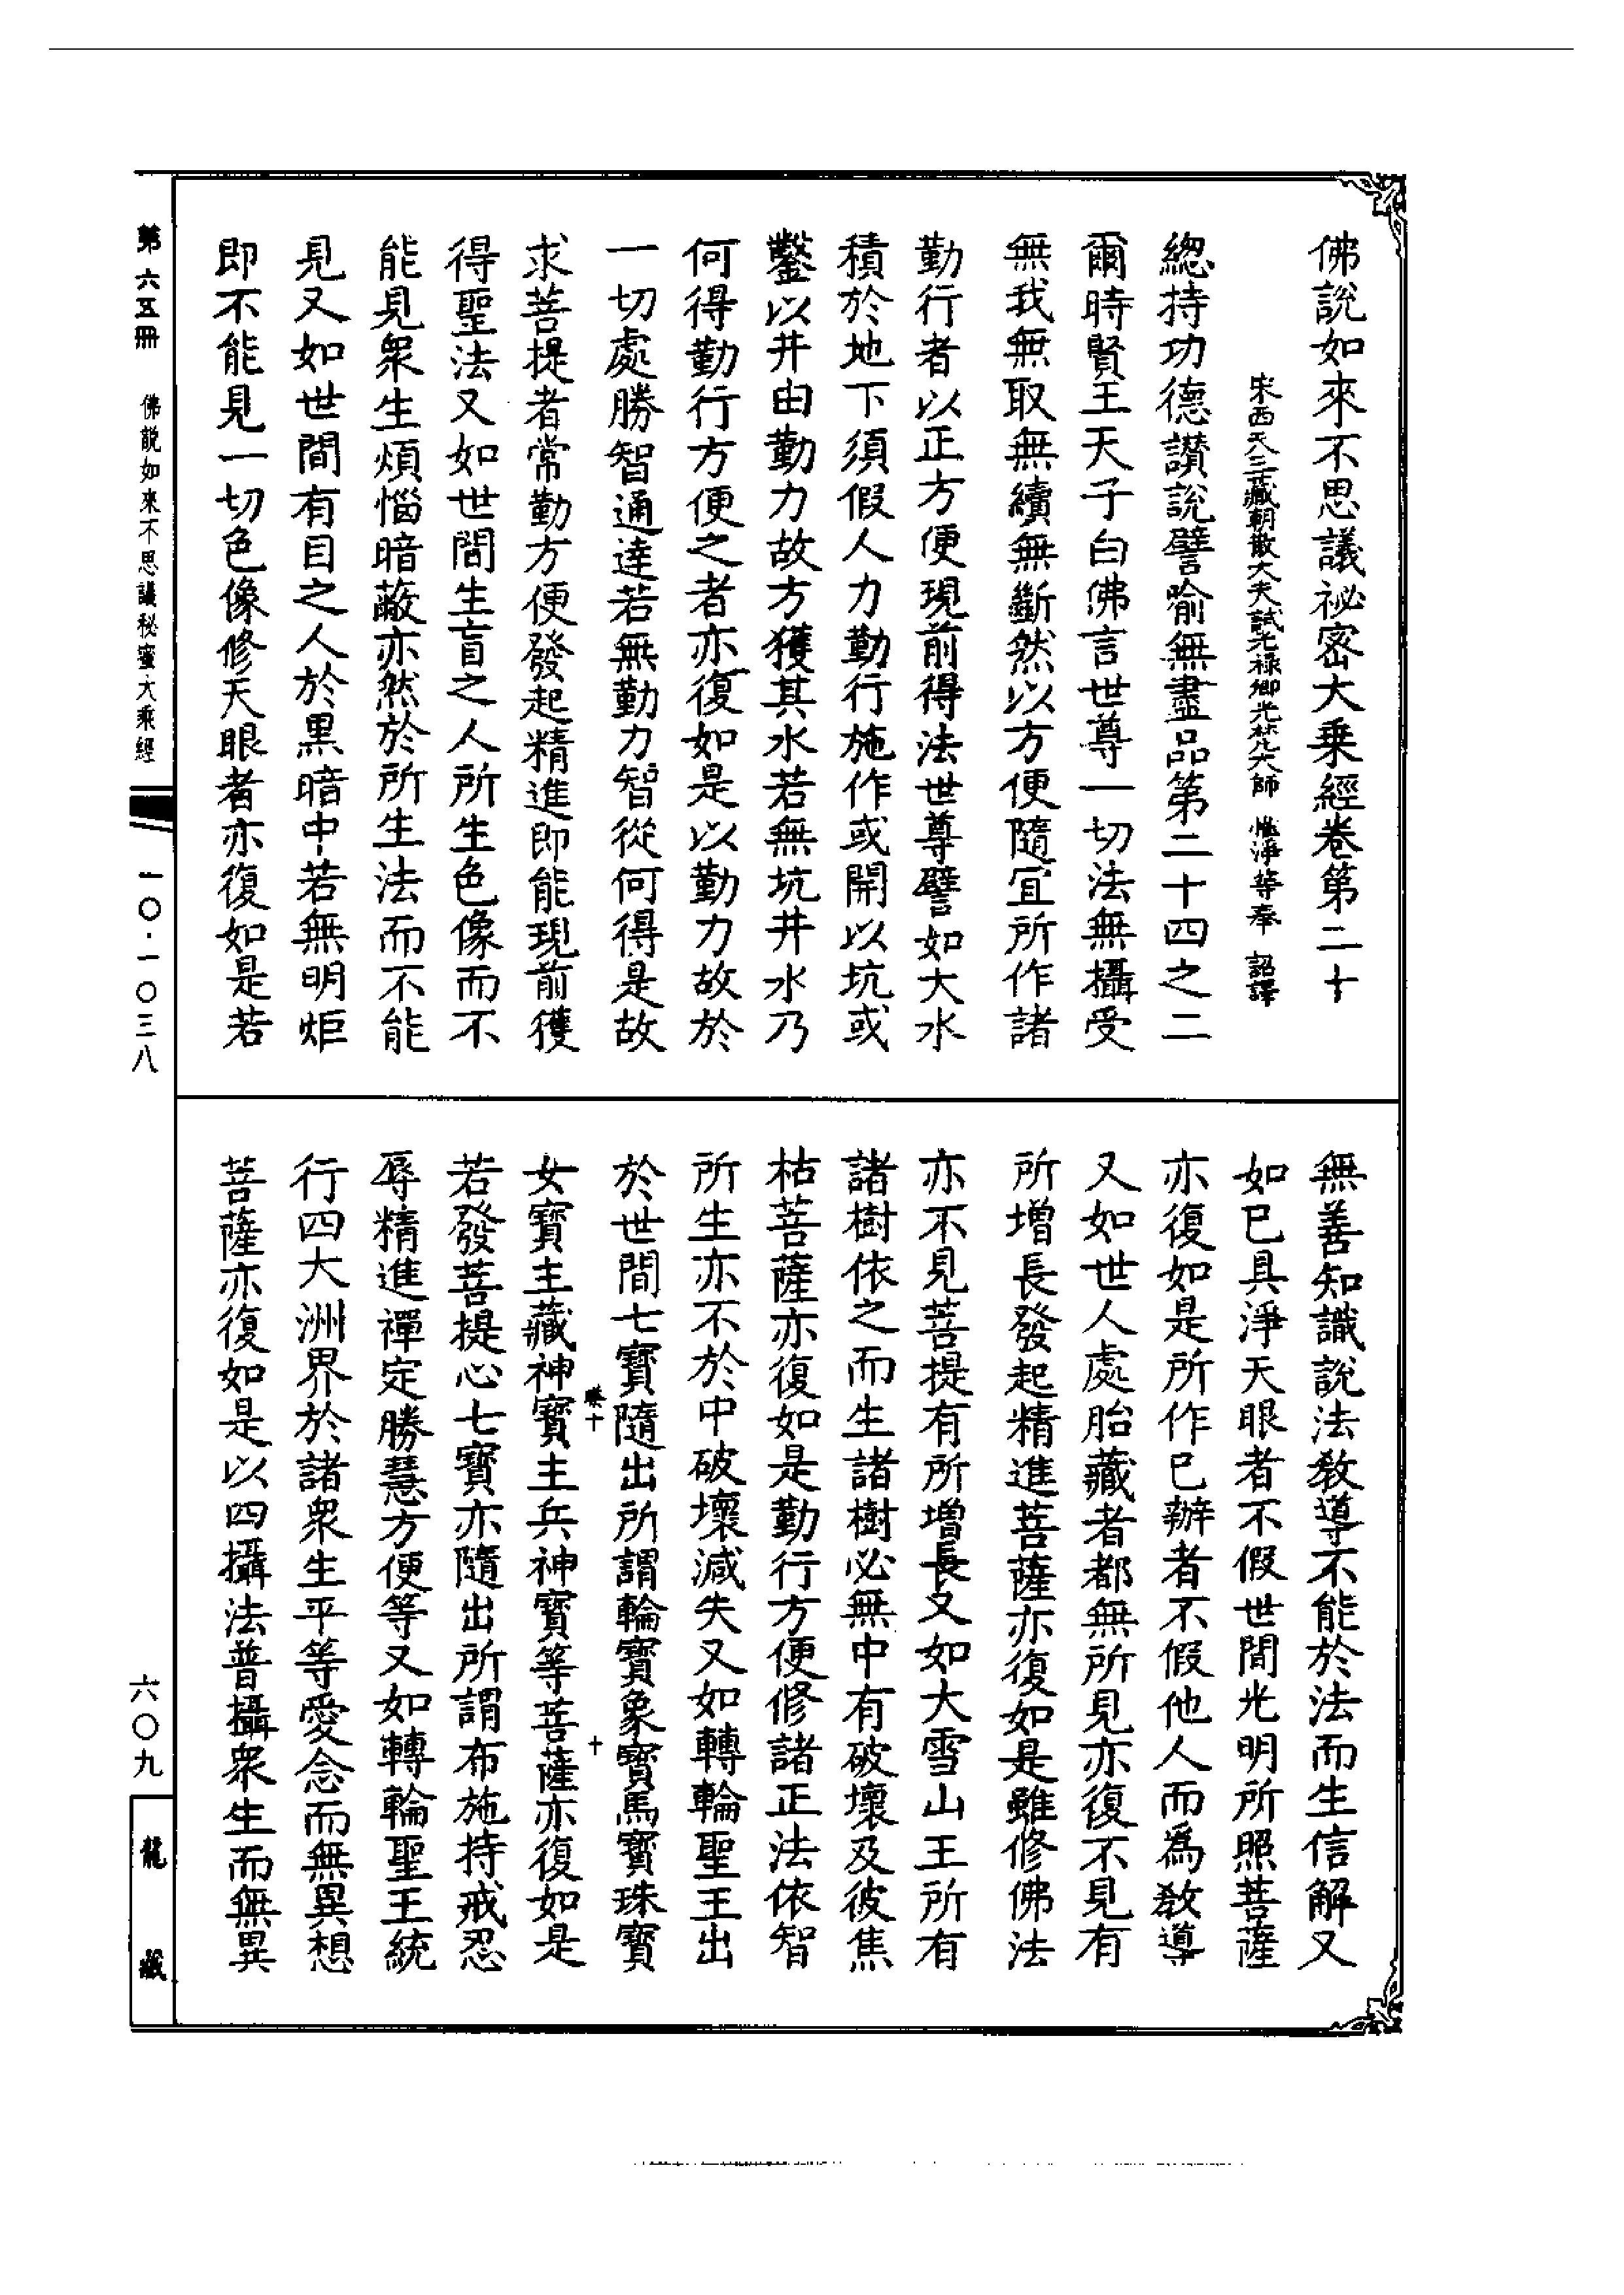 佛說如來不思議祕密大乘經卷第二十
宋西天三藏朝散大夫試光祿卿光梵大師 惟淨等奉 詔譯
緫持功德讚說譬喻無盡品第二十四之二
爾時賢王天子白佛言世尊一切法無攝受
無我無取無續無斷然以方便隨宜所作諸
勤行者以正方便現前得法世尊譬如大水
積於地下須假人力勤行施作或開以坑或
鑿以井由勤力故方獲其水若無坑井水乃
何得勤行方便之者亦復如是以勤力故於
一切處勝智通達若無勤力智從何得是故
求菩提者常勤方便發起精進即能現前獲
得聖法又如世間生盲之人所生色像而不
能見衆生煩惱暗蔽亦然於所生法而不能
見又如世間有目之人於黑暗中若無明炬
即不能見一切色像修天眼者亦復如是若
無善知識說法教導不能於法而生信解又
如已具淨天眼者不假世間光明所照菩薩
亦復如是所作已辦者不假他人而為教導
又如世人處胎藏者都無所見亦復不見有
所增長發起精進菩薩亦復如是雖修佛法
亦不見菩提有所增長又如大雪山王所有
諸樹依之而生諸樹必無中有破壞及彼焦
枯菩薩亦復如是勤行方便修諸正法依智
所生亦不於中破壞減失又如轉輪聖王出
於世間七寶隨出所謂輪寶象寶馬寶珠寶
十
十
女寶主藏神寶主兵神寶等菩薩亦復如是
若發菩提心七寶亦隨出所謂布施持戒忍
辱精進禪定勝慧方便等又如轉輪聖王統
行四大洲界於諸衆生平等愛念而無異想
菩薩亦復如是以四攝法普攝衆生而無異
第六五冊
佛說如來不思議秘蜜大乘經
一〇·一〇三八
六〇九
龍藏